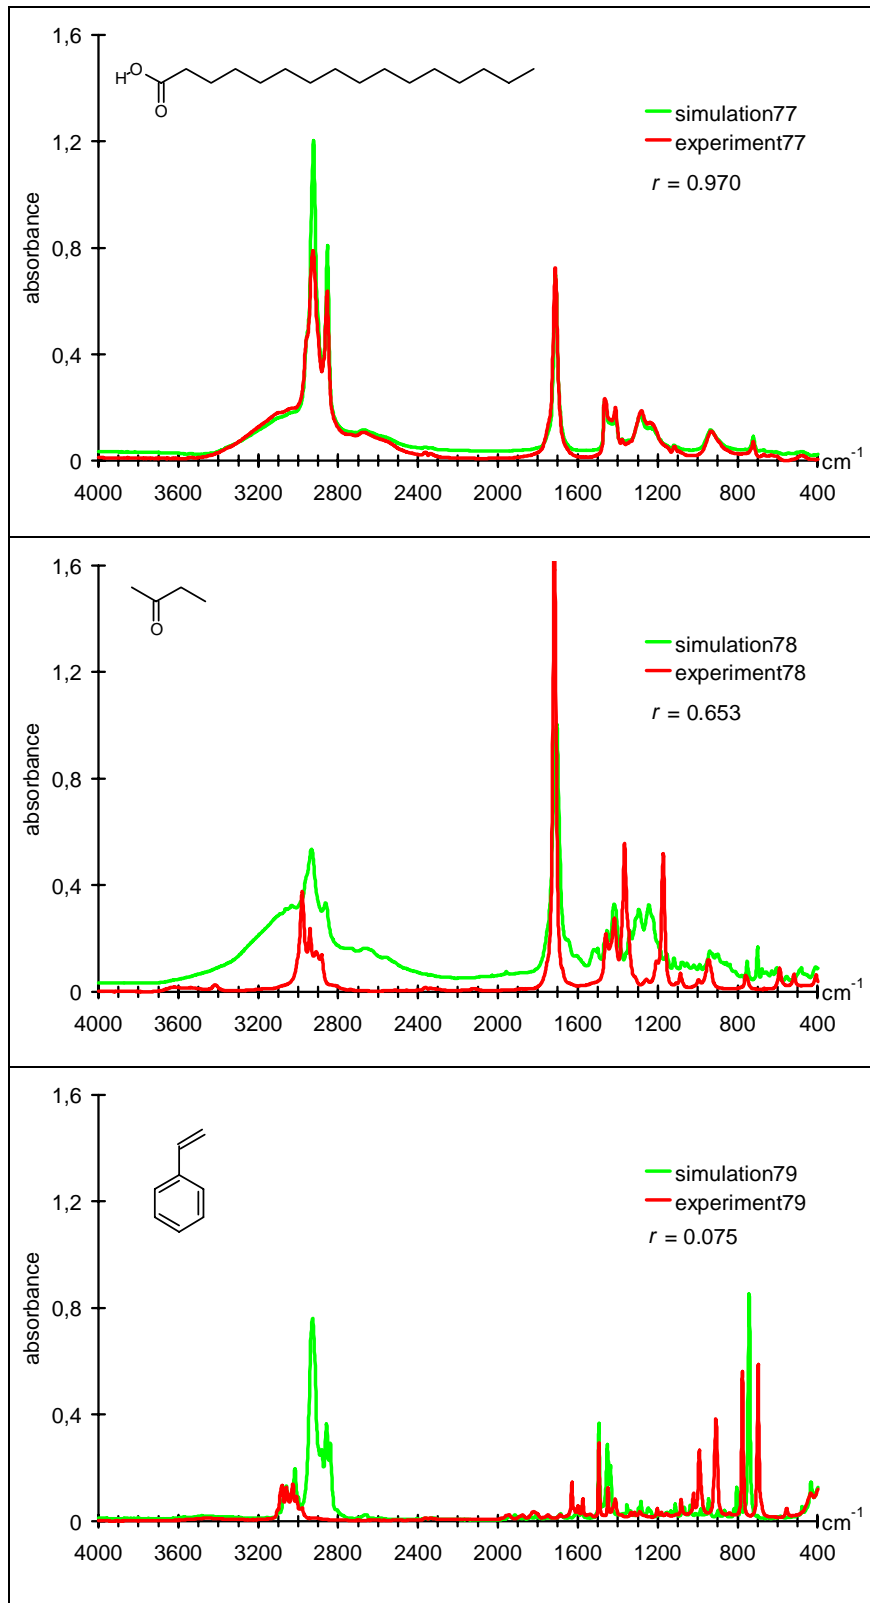 1,6
HO
O
simulation77
experiment77
r = 0.970
1,2
absorbance
0,8
0,4
0
cm-1
4000 3600 3200 2800 2400 2000 1600 1200 800 400
1,6
O
simulation78
experiment78
r = 0.653
1,2
absorbance
0,8
0,4
0
cm-1
4000 3600 3200 2800 2400 2000 1600 1200 800 400
1,6
simulation79
experiment79
r = 0.075
1,2
absorbance
0,8
0,4
0
cm-1
4000 3600 3200 2800 2400 2000 1600 1200 800 400